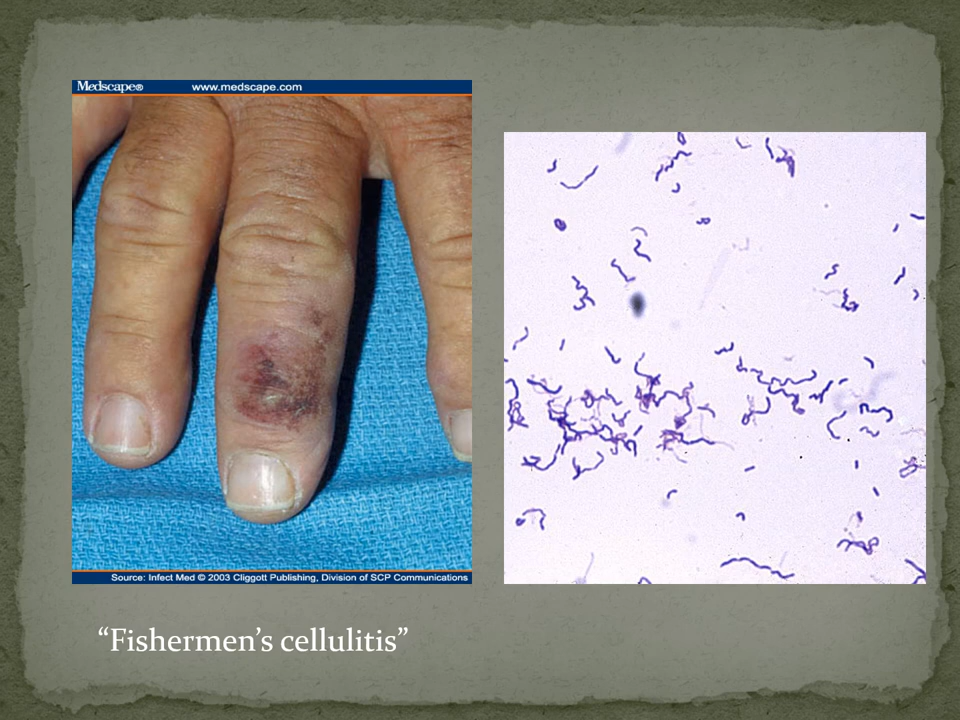 Medscape® www.medscape.com
Source: Infect Med © 2003 Cliggott Publishing, Division of SCP Communications
“Fishermen’s cellulitis”